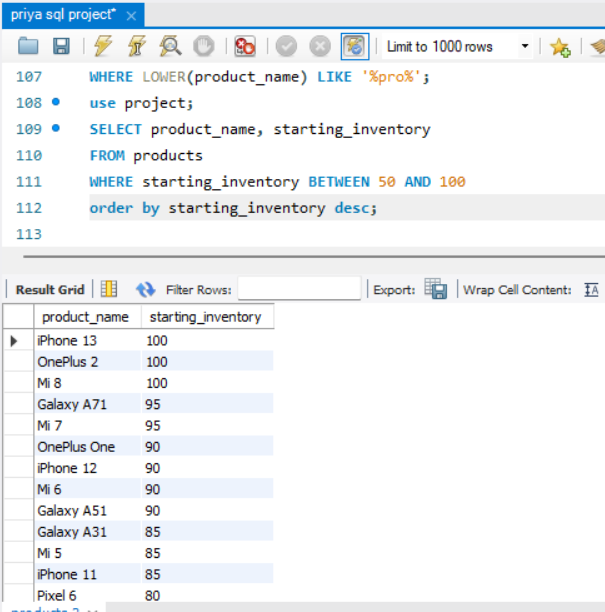 priya sql project* ×
Limit to 1000 rows
107 WHERE LOWER(product_name) LIKE '%pro%';
108 use project;
109 SELECT product_name, starting_inventory
110 FROM products
111 WHERE starting_inventory BETWEEN 50 AND 100
112 order by starting_inventory desc;
113
Result Grid Filter Rows: Export: Wrap Cell Content: IA
product_name starting_inventory
iPhone 13 100
OnePlus 2 100
Mi 8 100
Galaxy A71 95
Mi 7 95
OnePlus One 90
iPhone 12 90
Mi 6 90
Galaxy A51 90
Galaxy A31 85
Mi 5 85
iPhone 11 85
Pixel 6 80